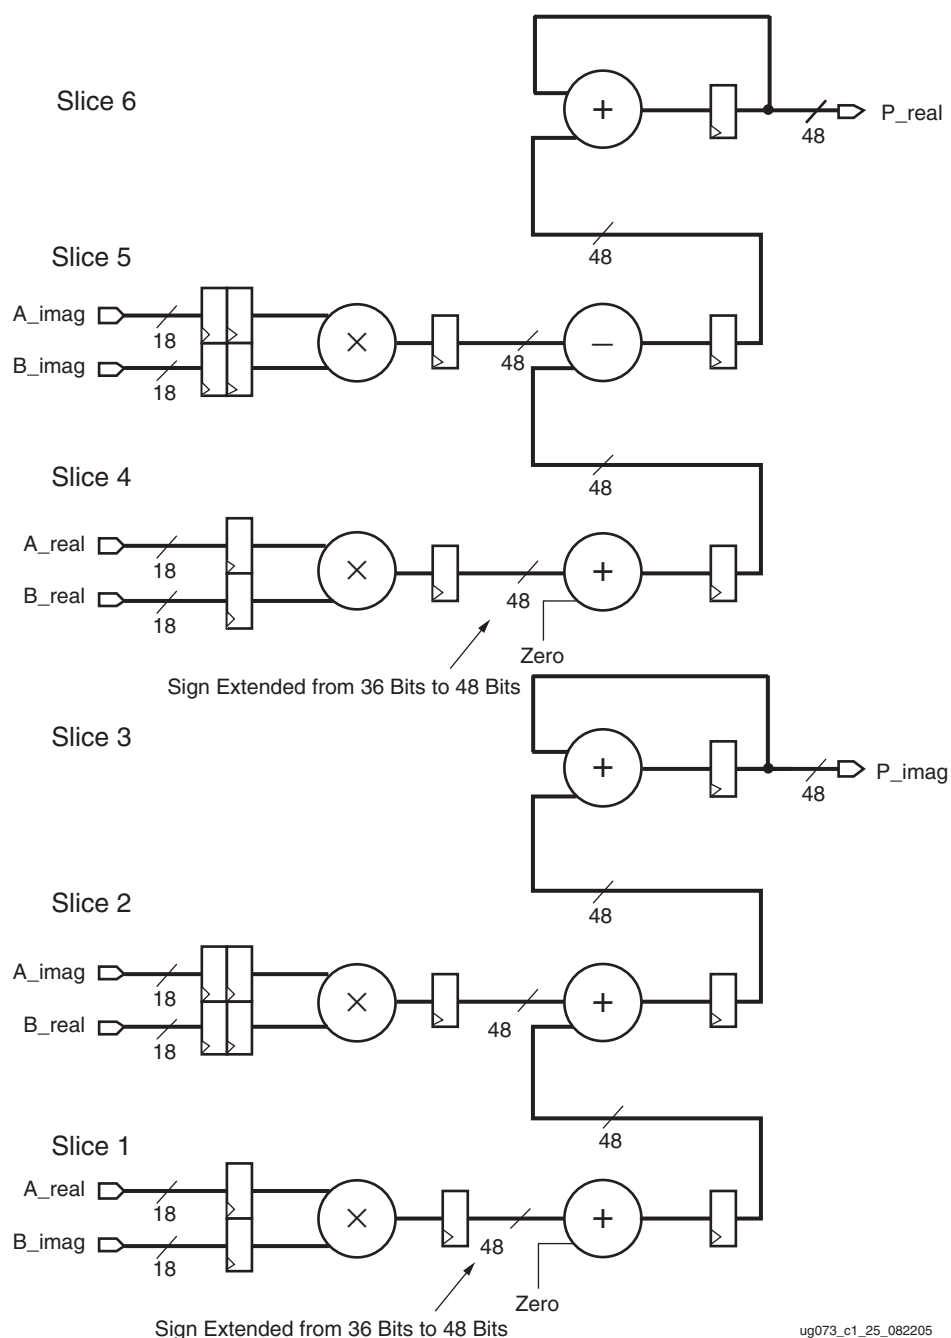 Slice 6
+
P_real
48
48
Slice 5
A_imag
18
×
48
−
B_imag
18
48
Slice 4
A_real
18
×
48
+
B_real
18
Zero
Sign Extended from 36 Bits to 48 Bits
Slice 3
+
P_imag
48
48
Slice 2
A_imag
18
×
48
+
B_real
18
48
Slice 1
A_real
18
×
48
+
B_imag
18
Zero
Sign Extended from 36 Bits to 48 Bits
ug073_c1_25_082205